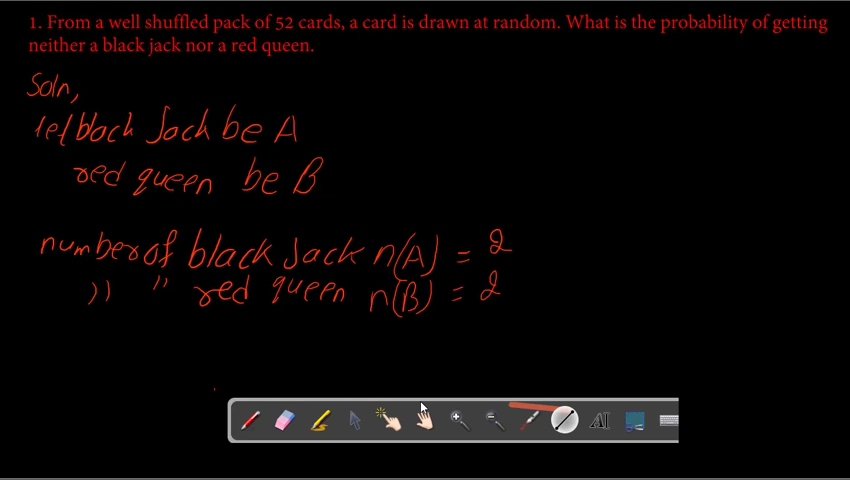 1. From a well shuffled pack of 52 cards, a card is drawn at random. What is the probability of getting
neither a black jack nor a red queen.
Soln,
let black Jack be A
red queen be B
number of black Jack n(A) = 2
" " red queen n(B) = 2
A